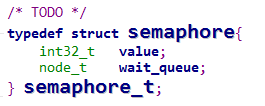 /* TODO */
typedef struct semaphore{
    int32_t   value;
    node_t    wait_queue;
} semaphore_t;